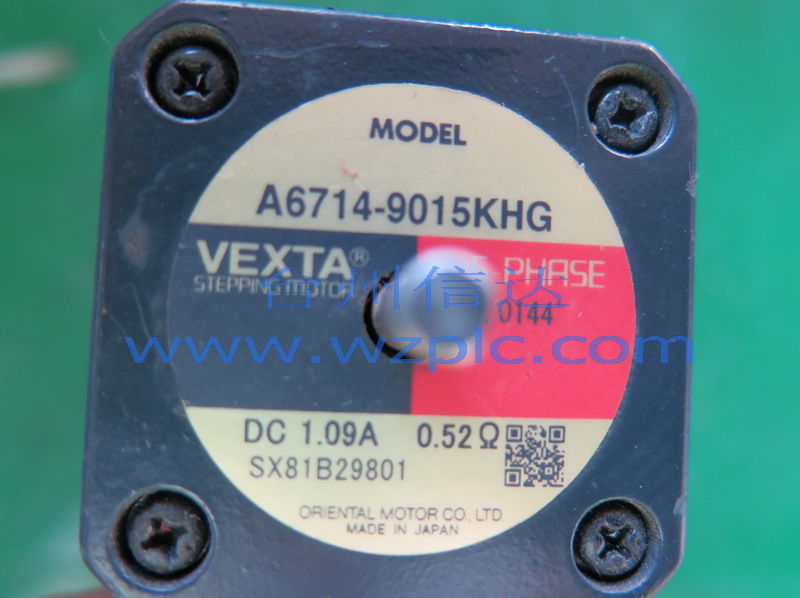 MODEL
A6714-9015KHG
VEXTA®
PHASE
STEPPING MOTOR
0144
台州信达
www.wzplc.com
DC 1.09A 0.52Ω
SX81B29801
ORIENTAL MOTOR CO., LTD.
MADE IN JAPAN